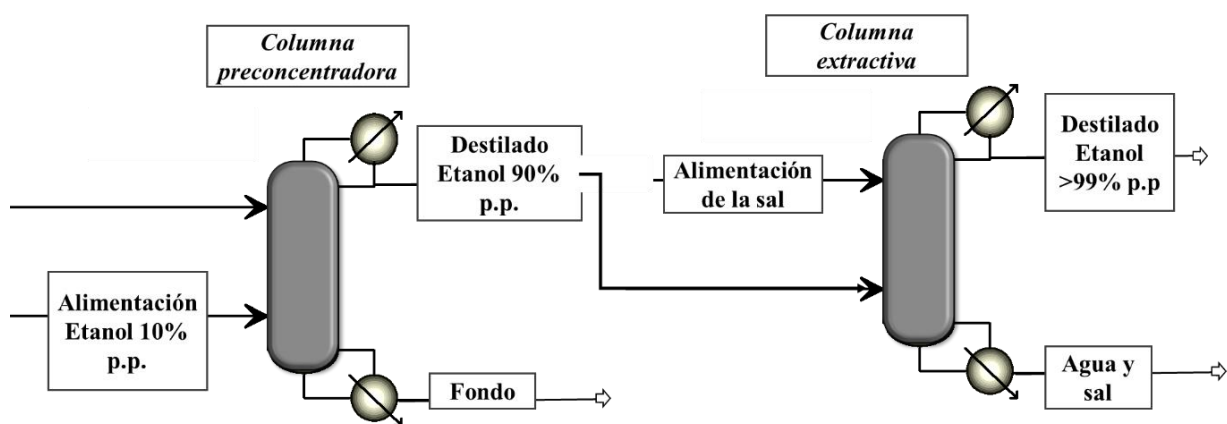 Columna
preconcentradora
Columna
extractiva
Destilado
Etanol 90%
p.p.
Alimentación
de la sal
Destilado
Etanol
>99% p.p
Alimentación
Etanol 10%
p.p.
Fondo
Agua y
sal